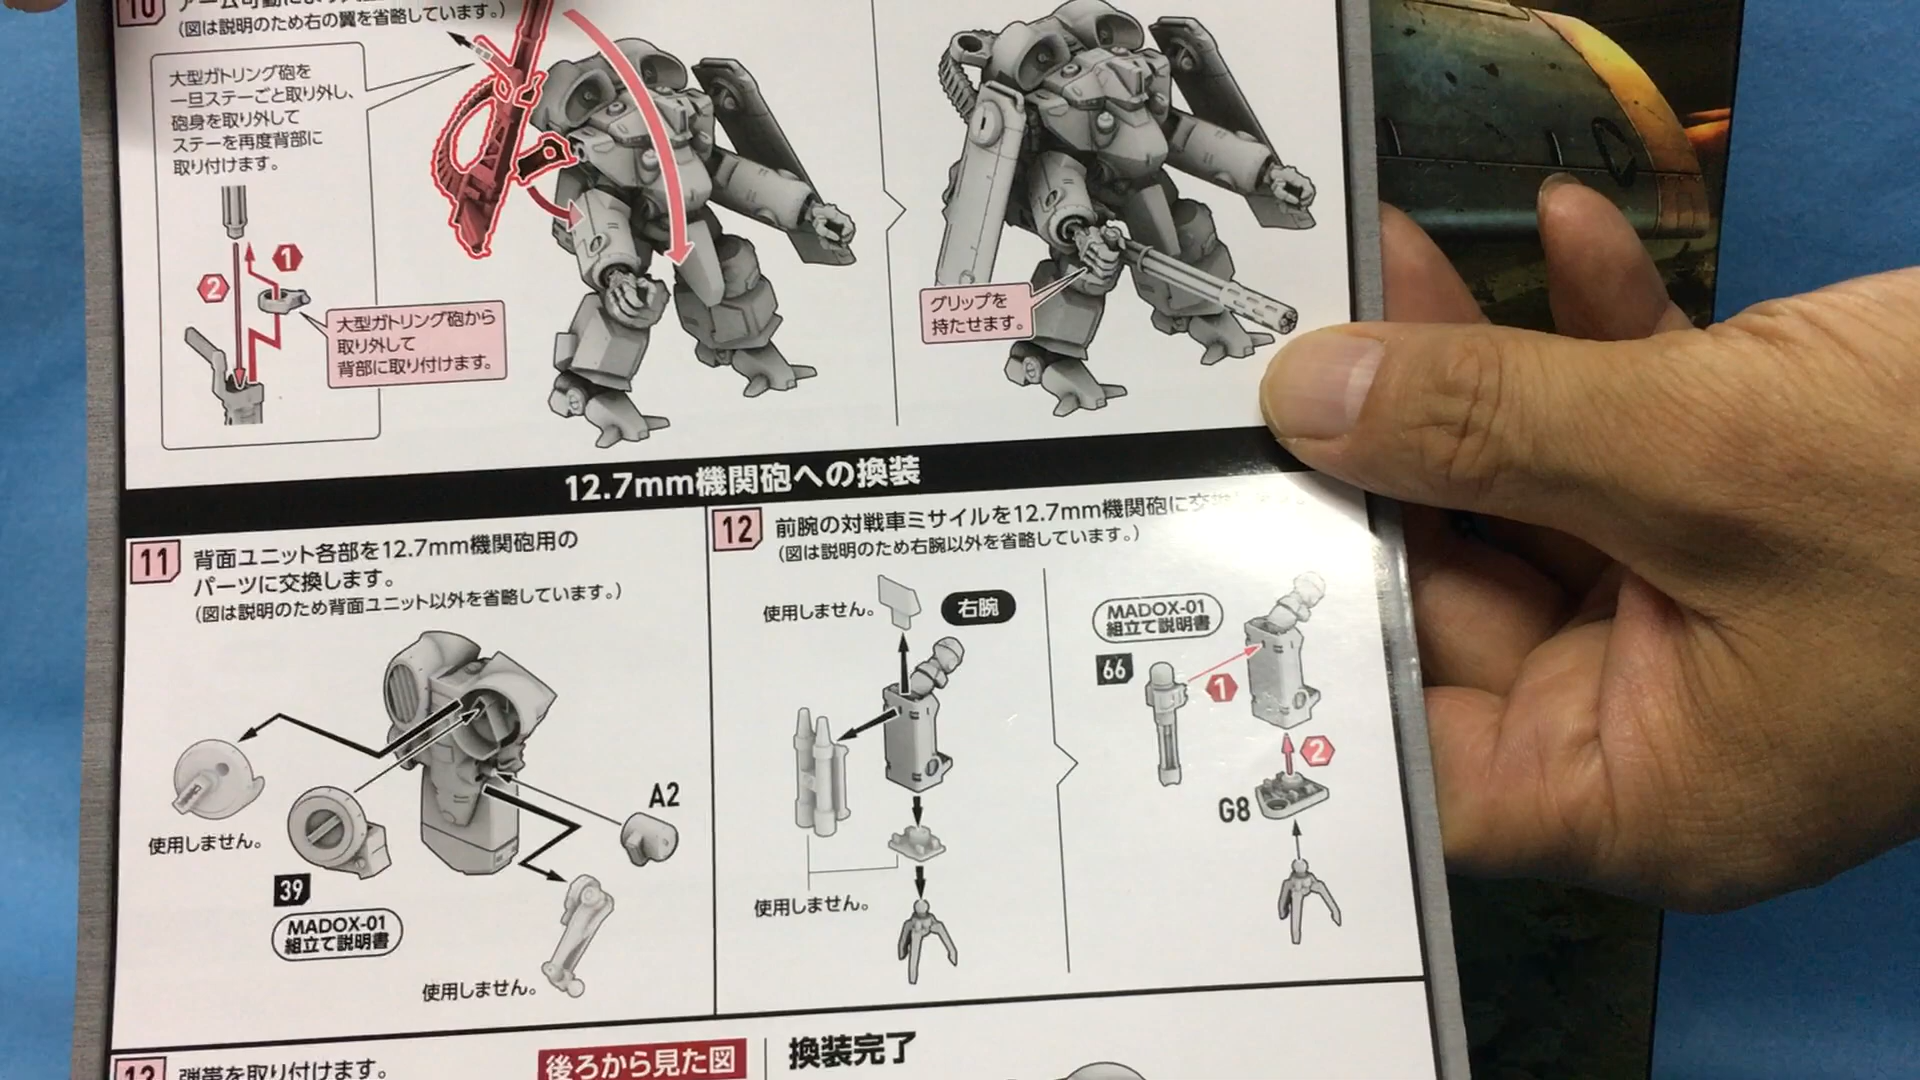 10
(図は説明のため右の翼を省略しています。)
大型ガトリング砲を
一旦ステーごと取り外し、
砲身を取り外して
ステーを再度背部に
取り付けます。
1
2
大型ガトリング砲から
取り外して
背部に取り付けます。
グリップを
持たせます。
12.7mm機関砲への換装
11
背面ユニット各部を12.7mm機関砲用の
パーツに交換します。
(図は説明のため背面ユニット以外を省略しています。)
使用しません。
39
MADOX-01
組立て説明書
A2
使用しません。
12
前腕の対戦車ミサイルを12.7mm機関砲に
(図は説明のため右腕以外を省略しています。)
使用しません。
右腕
使用しません。
MADOX-01
組立て説明書
66
1
2
G8
13
弾帯を取り付けます。
後ろから見た図
換装完了